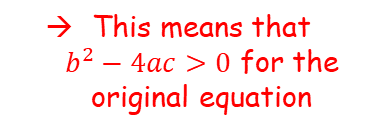 → This means that
b² − 4ac > 0 for the
original equation